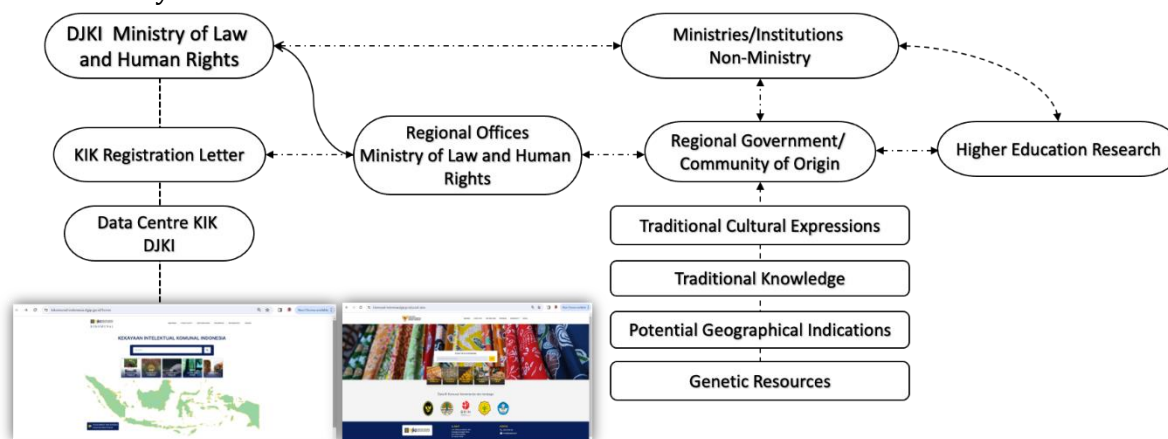 DJKI Ministry of Law
and Human Rights
Ministries/Institutions
Non-Ministry
KIK Registration Letter
Regional Offices
Ministry of Law and Human
Rights
Regional Government/
Community of Origin
Higher Education Research
Data Centre KIK
DJKI
Traditional Cultural Expressions
Traditional Knowledge
Potential Geographical Indications
Genetic Resources
KEKAYAAN INTELEKTUAL KOMUNAL INDONESIA